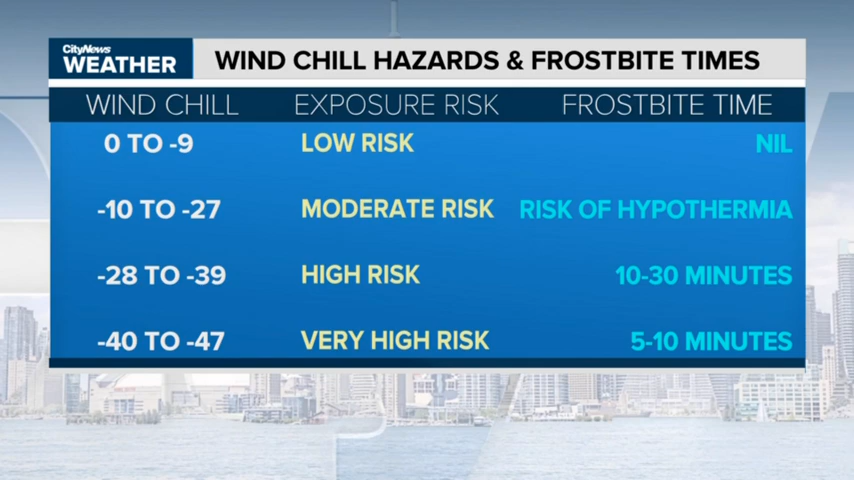 CityNews
WEATHER
WIND CHILL HAZARDS & FROSTBITE TIMES
WIND CHILL EXPOSURE RISK FROSTBITE TIME
0 TO -9 LOW RISK NIL
-10 TO -27 MODERATE RISK RISK OF HYPOTHERMIA
-28 TO -39 HIGH RISK 10-30 MINUTES
-40 TO -47 VERY HIGH RISK 5-10 MINUTES